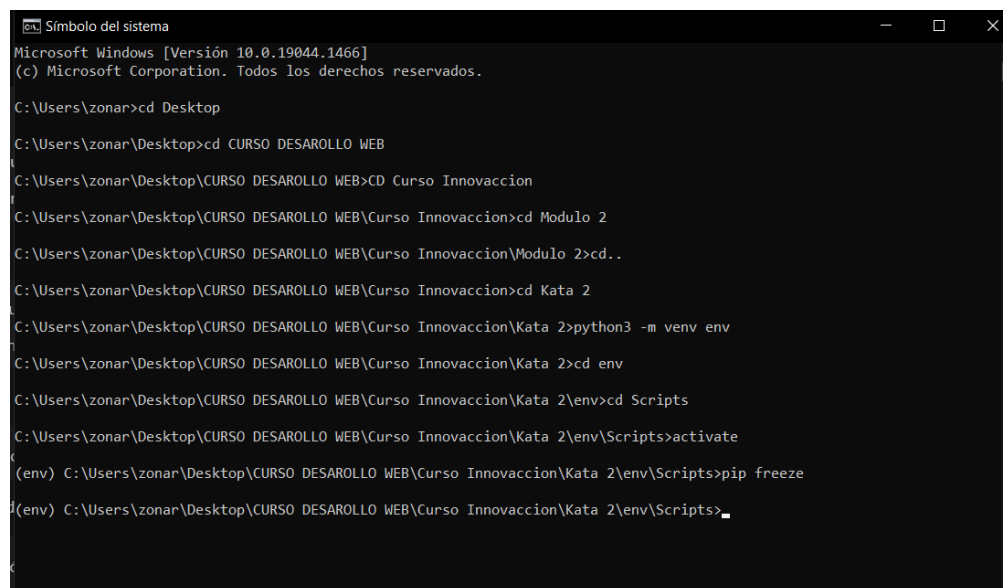 Símbolo del sistema
Microsoft Windows [Versión 10.0.19044.1466]
(c) Microsoft Corporation. Todos los derechos reservados.
C:\Users\zonar>cd Desktop
C:\Users\zonar\Desktop>cd CURSO DESAROLLO WEB
C:\Users\zonar\Desktop\CURSO DESAROLLO WEB>CD Curso Innovaccion
C:\Users\zonar\Desktop\CURSO DESAROLLO WEB\Curso Innovaccion>cd Modulo 2
C:\Users\zonar\Desktop\CURSO DESAROLLO WEB\Curso Innovaccion\Modulo 2>cd..
C:\Users\zonar\Desktop\CURSO DESAROLLO WEB\Curso Innovaccion>cd Kata 2
C:\Users\zonar\Desktop\CURSO DESAROLLO WEB\Curso Innovaccion\Kata 2>python3 -m venv env
C:\Users\zonar\Desktop\CURSO DESAROLLO WEB\Curso Innovaccion\Kata 2>cd env
C:\Users\zonar\Desktop\CURSO DESAROLLO WEB\Curso Innovaccion\Kata 2\env>cd Scripts
C:\Users\zonar\Desktop\CURSO DESAROLLO WEB\Curso Innovaccion\Kata 2\env\Scripts>activate
(env) C:\Users\zonar\Desktop\CURSO DESAROLLO WEB\Curso Innovaccion\Kata 2\env\Scripts>pip freeze
(env) C:\Users\zonar\Desktop\CURSO DESAROLLO WEB\Curso Innovaccion\Kata 2\env\Scripts>